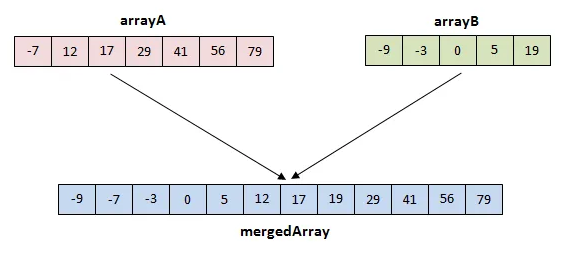 arrayA
arrayB
-7 12 17 29 41 56 79
-9 -3 0 5 19
-9 -7 -3 0 5 12 17 19 29 41 56 79
mergedArray